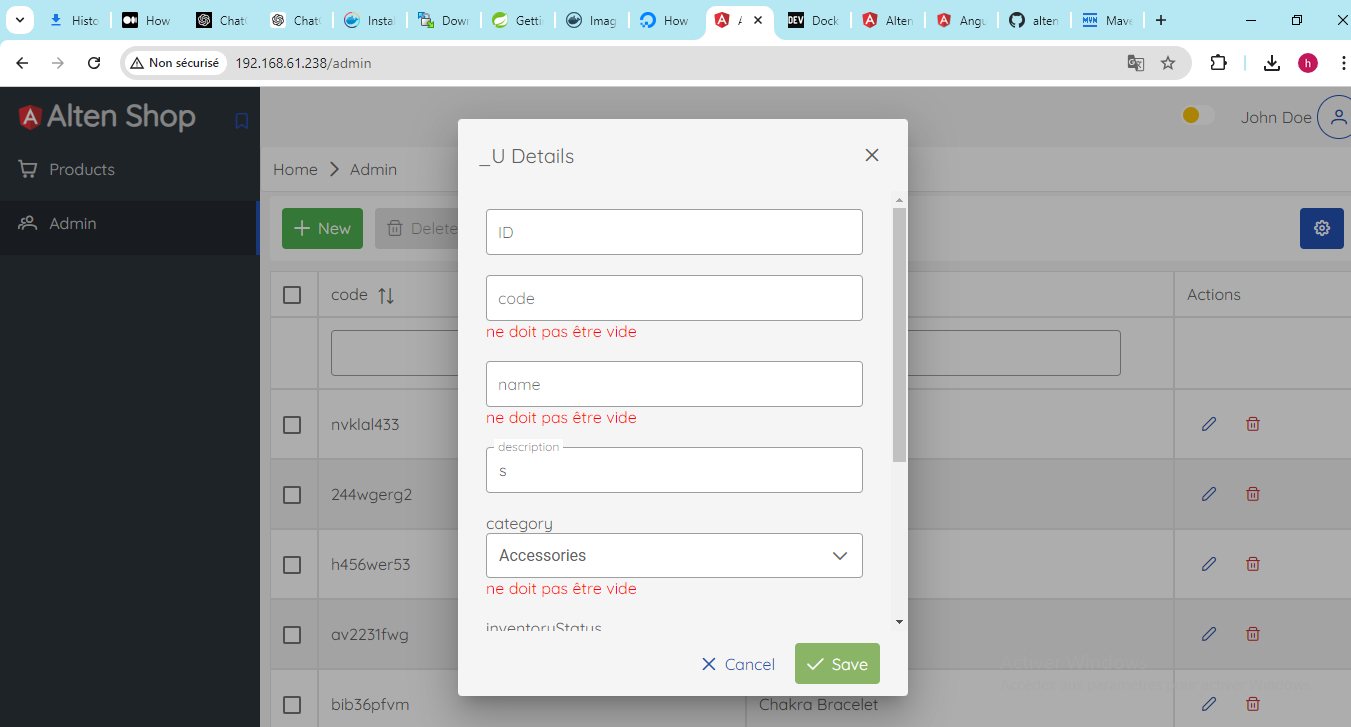 Histo
How
Chat
Chat
Instal
Dow
Getti
Imag
How
A
Dock
Alten
Angu
alten
Mave
Non sécurisé
192.168.61.238/admin
h
Alten Shop
Products
Admin
John Doe
Home
Admin
New
Delete
code
Actions
nvklal433
244wgerg2
h456wer53
av2231fwg
bib36pfvm
Chakra Bracelet
_U Details
ID
code
ne doit pas être vide
name
ne doit pas être vide
description
s
category
Accessories
ne doit pas être vide
inventoryStatus
Cancel
Save